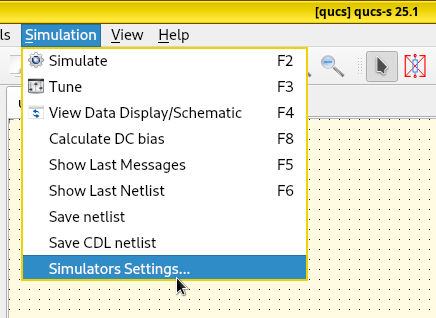 [qucs] qucs-s 25.1
ls Simulation View Data Help
Simulate F2
Tune F3
View Data Display/Schematic F4
Calculate DC bias F8
Show Last Messages F5
Show Last Netlist F6
Save netlist
Save CDL netlist
Simulators Settings...